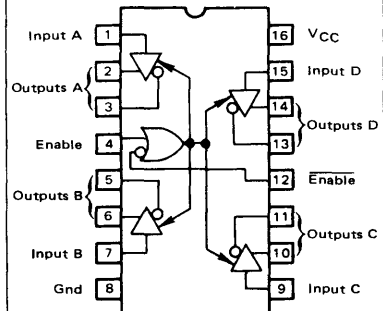 Input A 1
2
Outputs A
3
Enable 4
5
Outputs B
6
Input B 7
Gnd 8
16 VCC
15 Input D
14
Outputs D
13
12 Enable
11
Outputs C
10
9 Input C